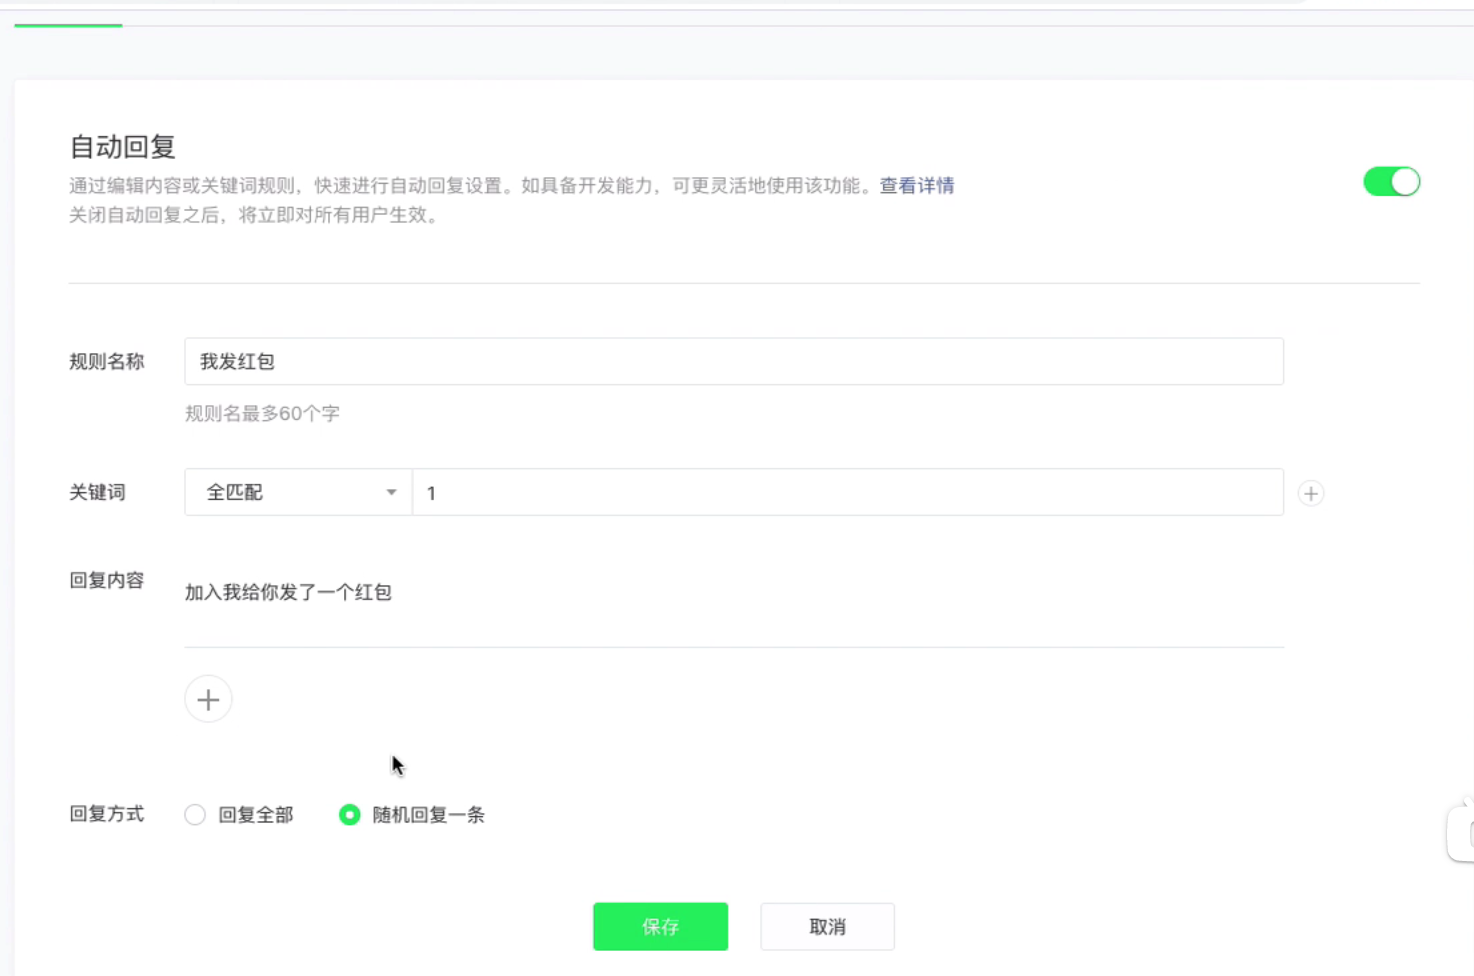 自动回复
通过编辑内容或关键词规则，快速进行自动回复设置。如具备开发能力，可更灵活地使用该功能。查看详情
关闭自动回复之后，将立即对所有用户生效。
规则名称 我发红包
规则名最多60个字
关键词 全匹配 1
回复内容 加入我给你发了一个红包
回复方式 回复全部 随机回复一条
保存 取消